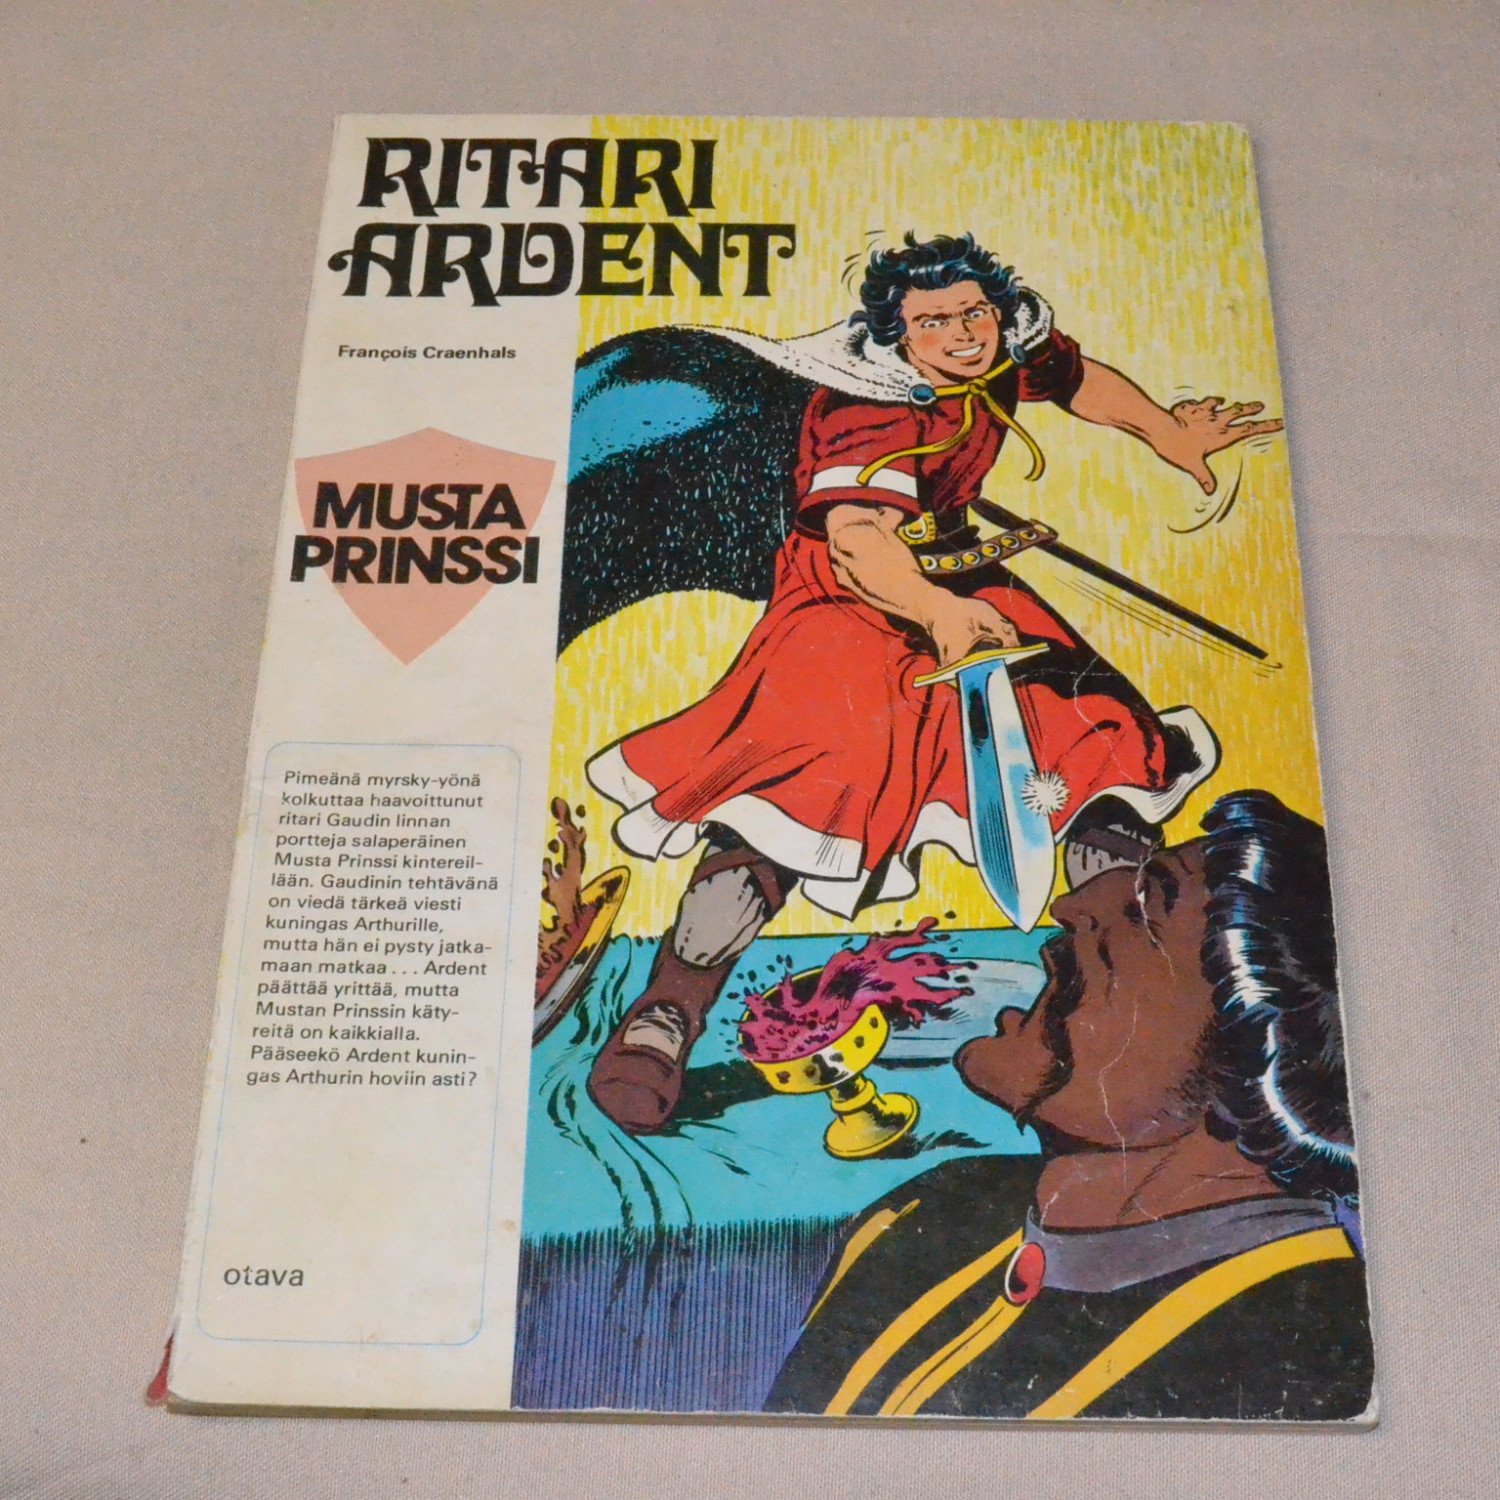 RITARI
ARDENT
François Craenhals
MUSTA
PRINSSI
Pimeänä myrsky-yönä
kolkuttaa haavoittunut
ritari Gaudin linnan
portteja salaperäinen
Musta Prinssi kintereil-
lään. Gaudinin tehtävänä
on viedä tärkeä viesti
kuningas Arthurille,
mutta hän ei pysty jatka-
maan matkaa . . . Ardent
päättää yrittää, mutta
Mustan Prinssin käty-
reitä on kaikkialla.
Pääseekö Ardent kunin-
gas Arthurin hoviin asti?
otava